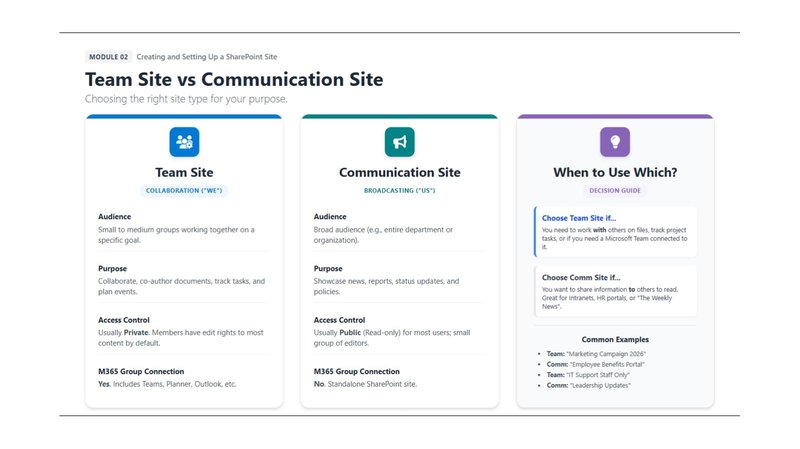 MODULE 02 Creating and Setting Up a SharePoint Site
Team Site vs Communication Site
Choosing the right site type for your purpose.
Team Site
COLLABORATION ("WE")
Audience
Small to medium groups working together on a
specific goal.
Purpose
Collaborate, co-author documents, track tasks, and
plan events.
Access Control
Usually Private. Members have edit rights to most
content by default.
M365 Group Connection
Yes. Includes Teams, Planner, Outlook, etc.
Communication Site
BROADCASTING ("US")
Audience
Broad audience (e.g., entire department or
organization).
Purpose
Showcase news, reports, status updates, and
policies.
Access Control
Usually Public (Read-only) for most users; small
group of editors.
M365 Group Connection
No. Standalone SharePoint site.
When to Use Which?
DECISION GUIDE
Choose Team Site if...
You need to work with others on files, track project
tasks, or if you need a Microsoft Team connected to
it.
Choose Comm Site if...
You want to share information to others to read.
Great for Intranets, HR portals, or "The Weekly
News".
Common Examples
• Team: "Marketing Campaign 2026"
• Comm: "Employee Benefits Portal"
• Team: "IT Support Staff Only"
• Comm: "Leadership Updates"